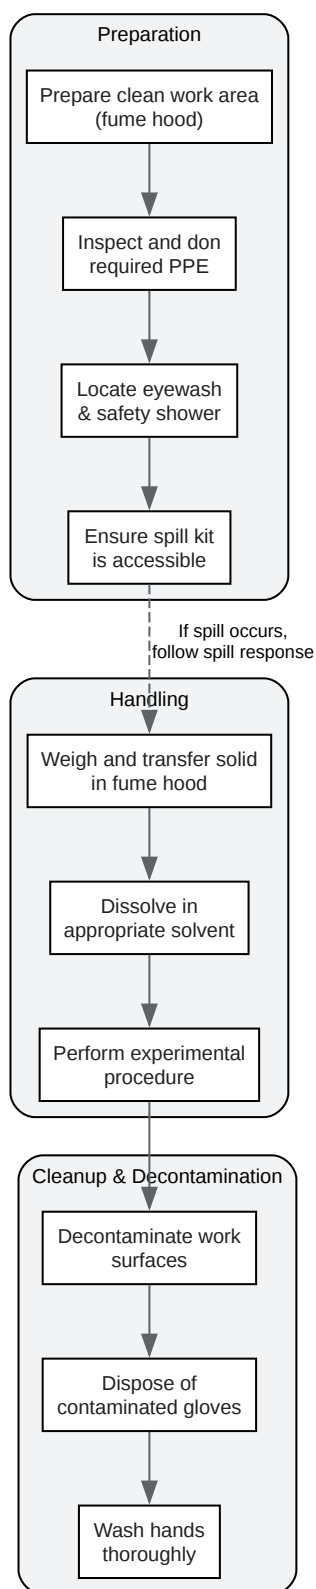 Preparation
Prepare clean work area
(fume hood)
Inspect and don
required PPE
Locate eyewash
& safety shower
Ensure spill kit
is accessible
If spill occurs,
follow spill response
Handling
Weigh and transfer solid
in fume hood
Dissolve in
appropriate solvent
Perform experimental
procedure
Cleanup & Decontamination
Decontaminate work
surfaces
Dispose of
contaminated gloves
Wash hands
thoroughly